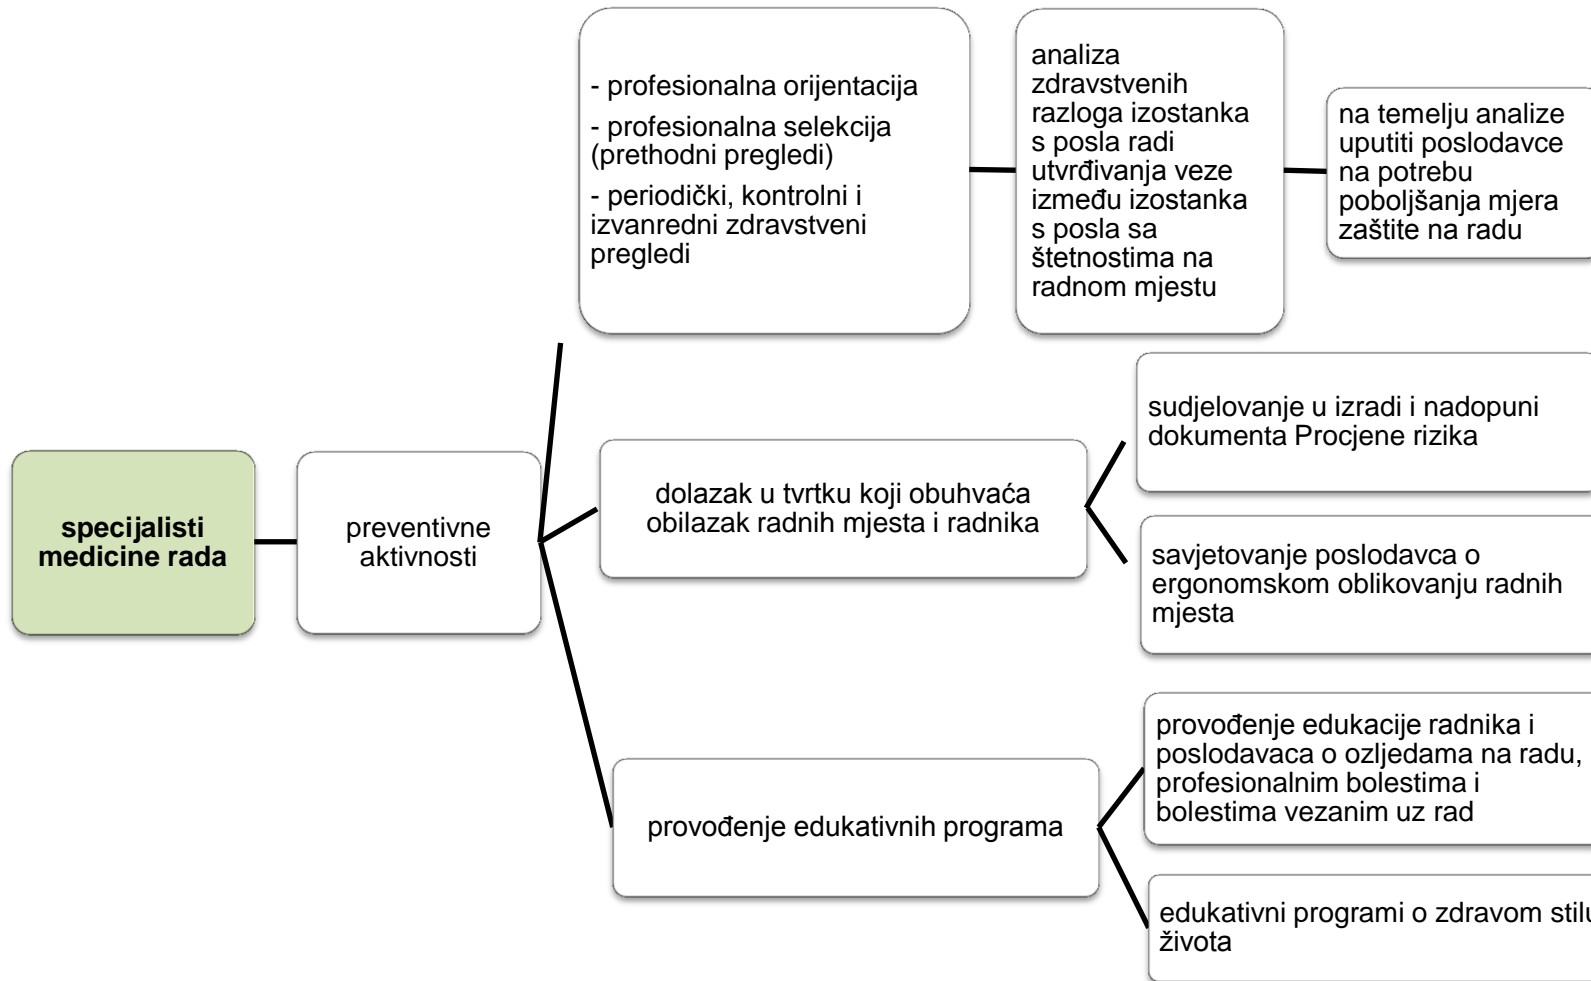 - profesionalna orijentacija
- profesionalna selekcija
(prethodni pregledi)
- periodički, kontrolni i
izvanredni zdravstveni
pregledi
analiza
zdravstvenih
razloga izostanka
s posla radi
utvrđivanja veze
između izostanka
s posla sa
štetnostima na
radnom mjestu
na temelju analize
uputiti poslodavce
na potrebu
poboljšanja mjera
zaštite na radu
specijalisti
medicine rada
preventivne
aktivnosti
dolazak u tvrtku koji obuhvaća
obilazak radnih mjesta i radnika
sudjelovanje u izradi i nadopuni
dokumenta Procjene rizika
savjetovanje poslodavca o
ergonomskom oblikovanju radnih
mjesta
provođenje edukativnih programa
provođenje edukacije radnika i
poslodavaca o ozljedama na radu,
profesionalnim bolestima i
bolestima vezanim uz rad
edukativni programi o zdravom stilu
života